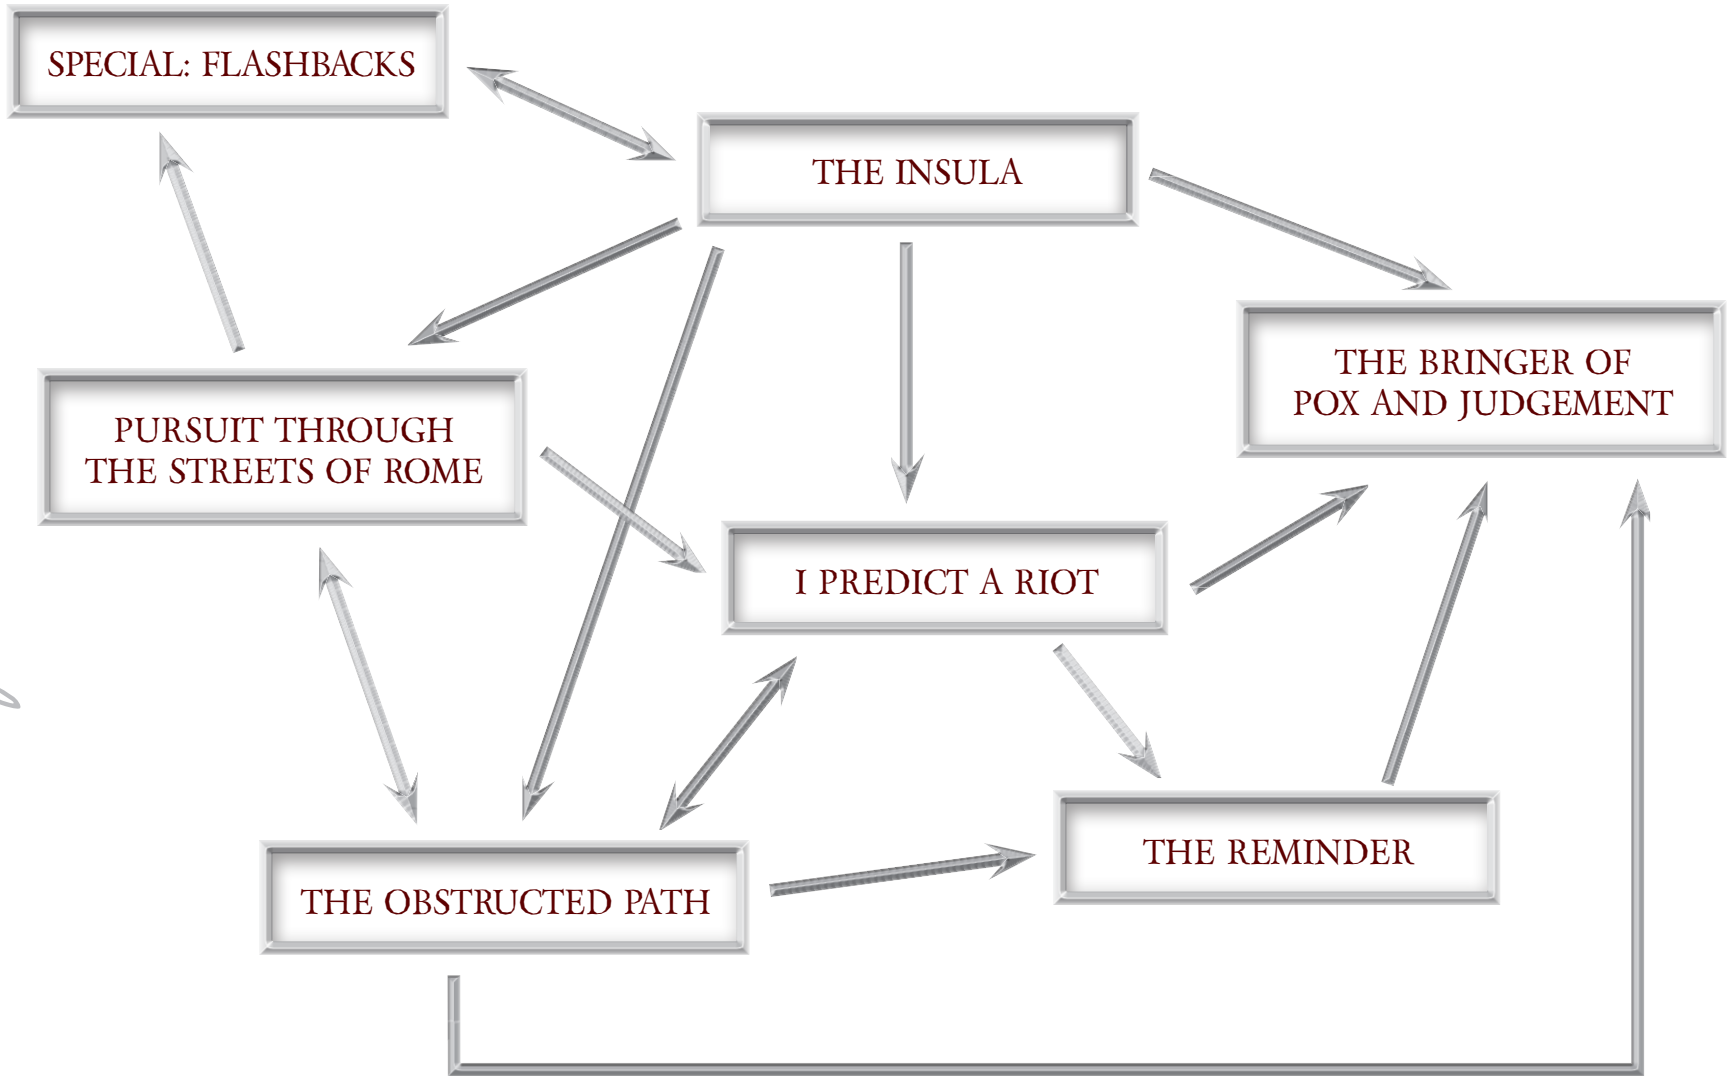 SPECIAL: FLASHBACKS
THE INSULA
THE BRINGER OF
POX AND JUDGEMENT
PURSUIT THROUGH
THE STREETS OF ROME
I PREDICT A RIOT
THE REMINDER
THE OBSTRUCTED PATH